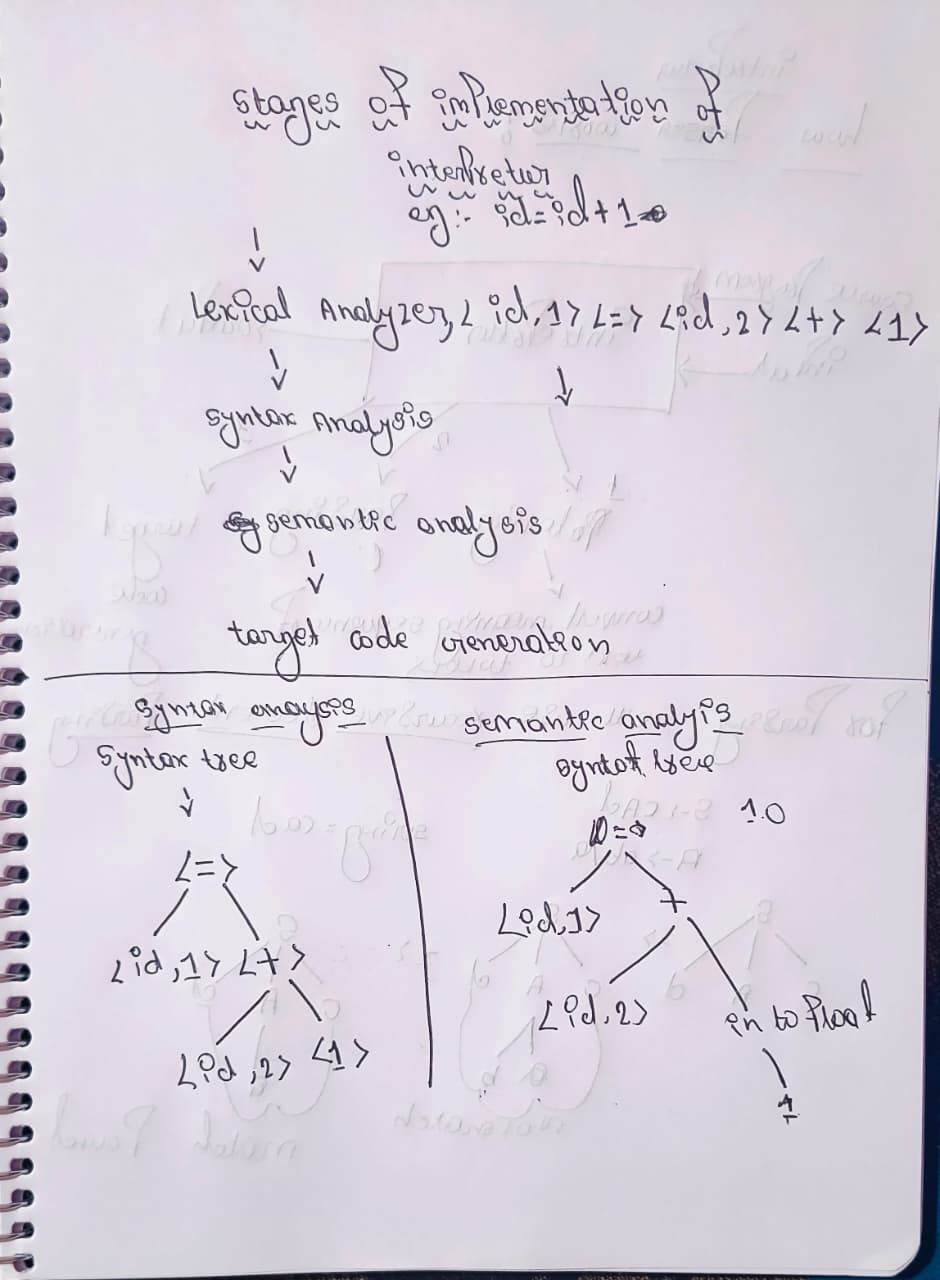 stages of implementation of
interpreter
eg:- id = id + 1
↓
Lexical Analyzer, <id,1> <=> <id,2> <+> <1>
↓ ↓
syntax Analysis
↓
semantic analysis
↓
target code Generation
syntax anaysis
syntax tree
↓
<=>
<id,1> <+>
<id,2> <1>
semantic analyis
syntax tree
1.0
=
<id,1> +
<id,2> in to float
1